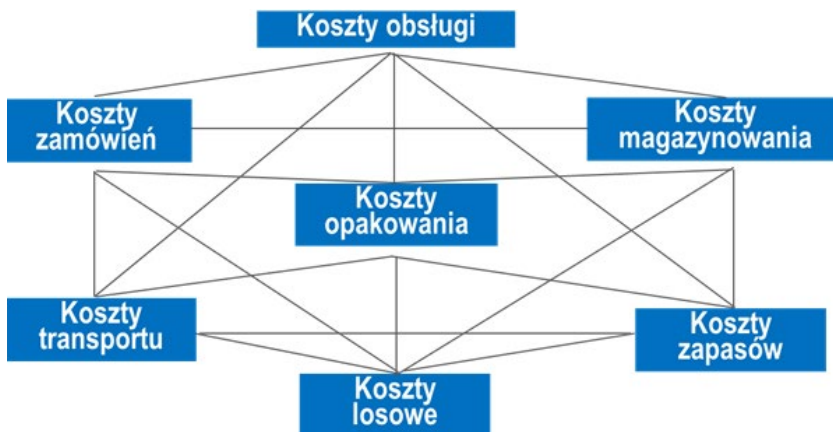 Koszty obsługi
Koszty
zamówień
Koszty
magazynowania
Koszty
opakowania
Koszty
transportu
Koszty
zapasów
Koszty
losowe